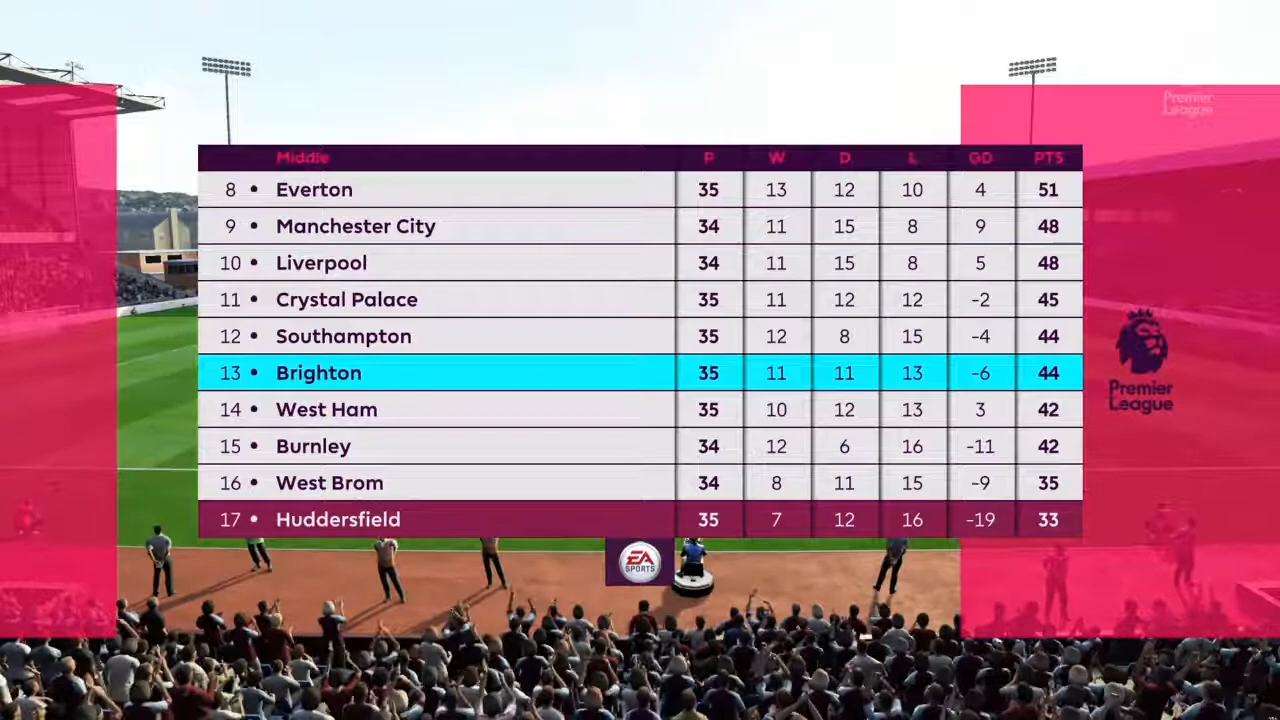 Premier
League
Middle P W D L GD PTS
8 • Everton 35 13 12 10 4 51
9 • Manchester City 34 11 15 8 9 48
10 • Liverpool 34 11 15 8 5 48
11 • Crystal Palace 35 11 12 12 -2 45
12 • Southampton 35 12 8 15 -4 44
13 • Brighton 35 11 11 13 -6 44
14 • West Ham 35 10 12 13 3 42
15 • Burnley 34 12 6 16 -11 42
16 • West Brom 34 8 11 15 -9 35
17 • Huddersfield 35 7 12 16 -19 33
Premier
League
EA
SPORTS